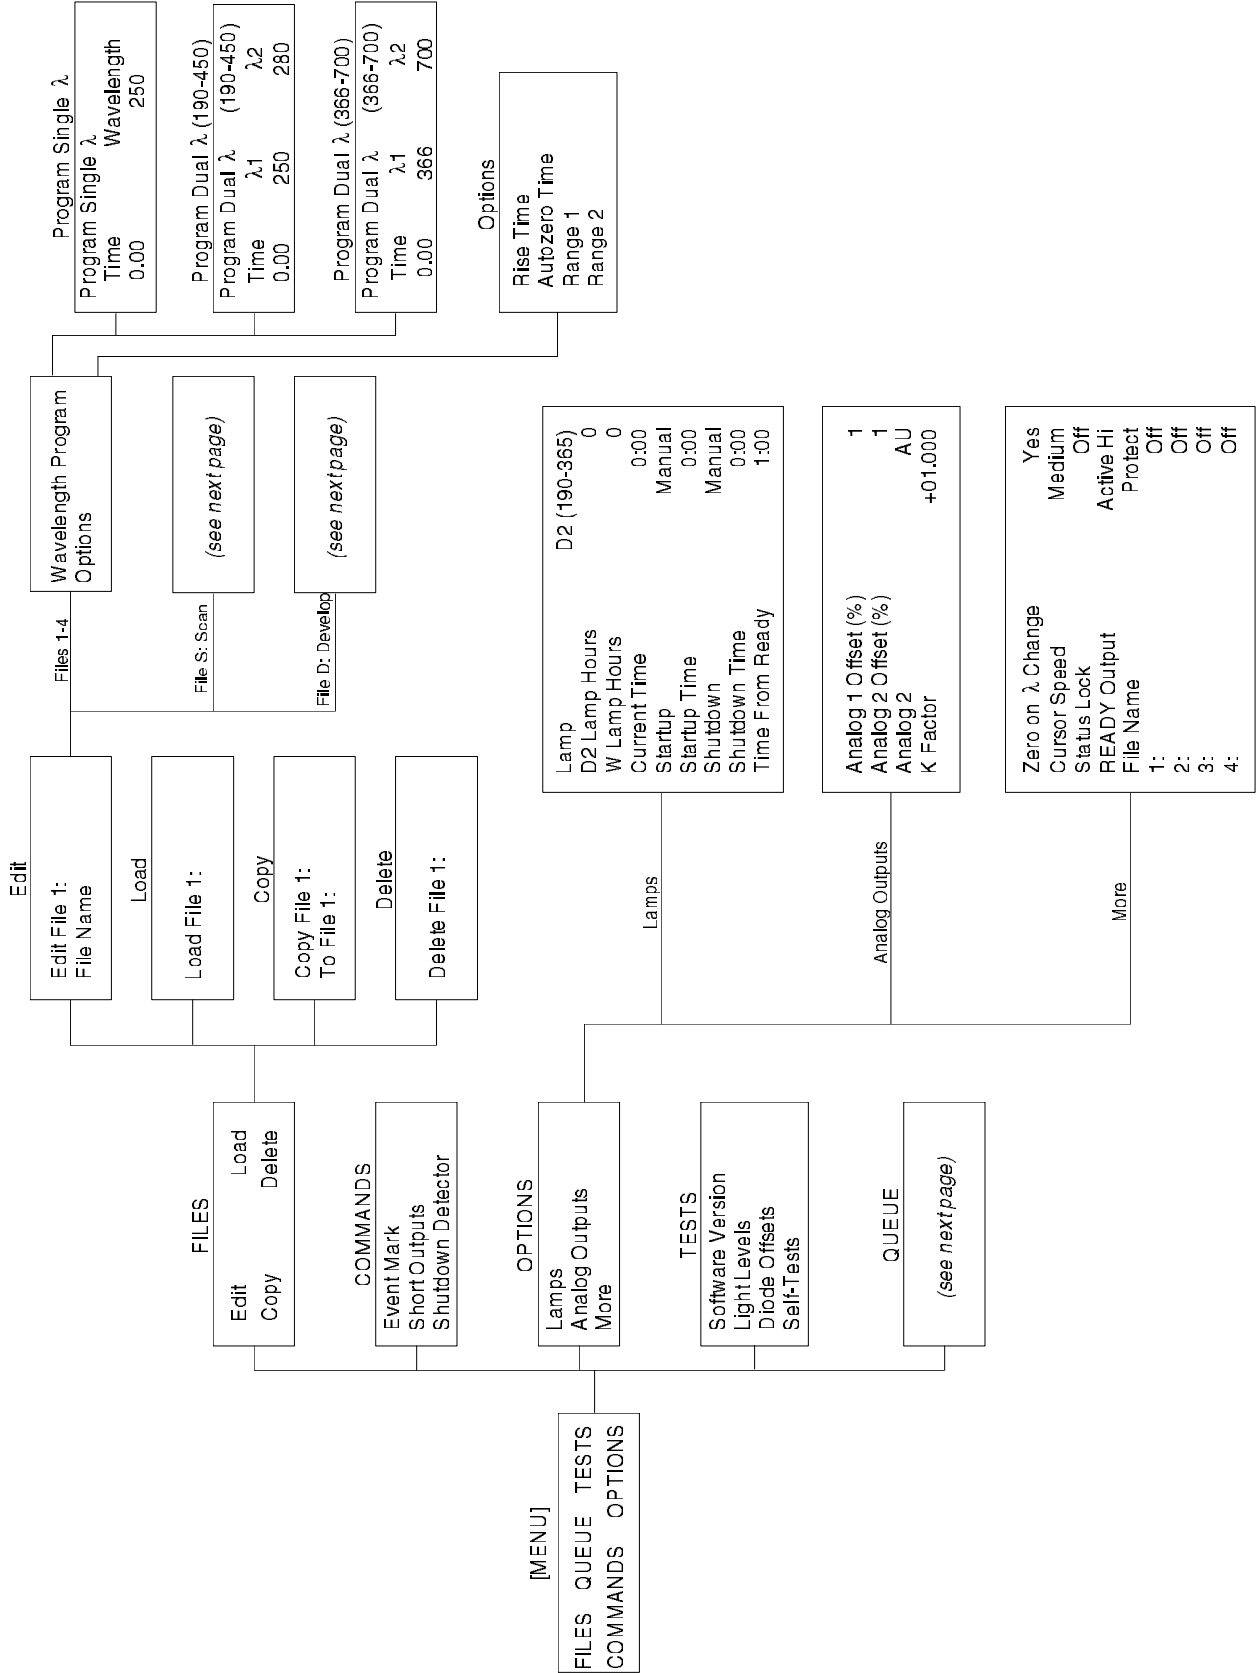 [MENU]
FILES QUEUE TESTS
COMMANDS OPTIONS
FILES
Edit Load
Copy Delete
COMMANDS
Event Mark
Short Outputs
Shutdown Detector
OPTIONS
Lamps
Analog Outputs
More
TESTS
Software Version
Light Levels
Diode Offsets
Self-Tests
QUEUE
(see next page)
Edit
Edit File 1:
File Name
Load
Load File 1:
Copy
Copy File 1:
To File 1:
Delete
Delete File 1:
Files 1-4
File S: Scan
File D: Develop
Wavelength Program
Options
(see next page)
(see next page)
Program Single λ
Program Single λ
Time Wavelength
0.00 250
Program Dual λ (190-450)
Program Dual λ (190-450)
Time λ1 λ2
0.00 250 280
Program Dual λ (366-700)
Program Dual λ (366-700)
Time λ1 λ2
0.00 366 700
Options
Rise Time
Autozero Time
Range 1
Range 2
Lamps
Lamp D2 (190-365)
D2 Lamp Hours 0
W Lamp Hours 0
Current Time 0:00
Startup Manual
Startup Time 0:00
Shutdown Manual
Shutdown Time 0:00
Time From Ready 1:00
Analog Outputs
Analog 1 Offset (%) 1
Analog 2 Offset (%) 1
Analog 2 AU
K Factor +01.000
More
Zero on λ Change Yes
Cursor Speed Medium
Status Lock Off
READY Output Active Hi
File Name Protect
1: Off
2: Off
3: Off
4: Off